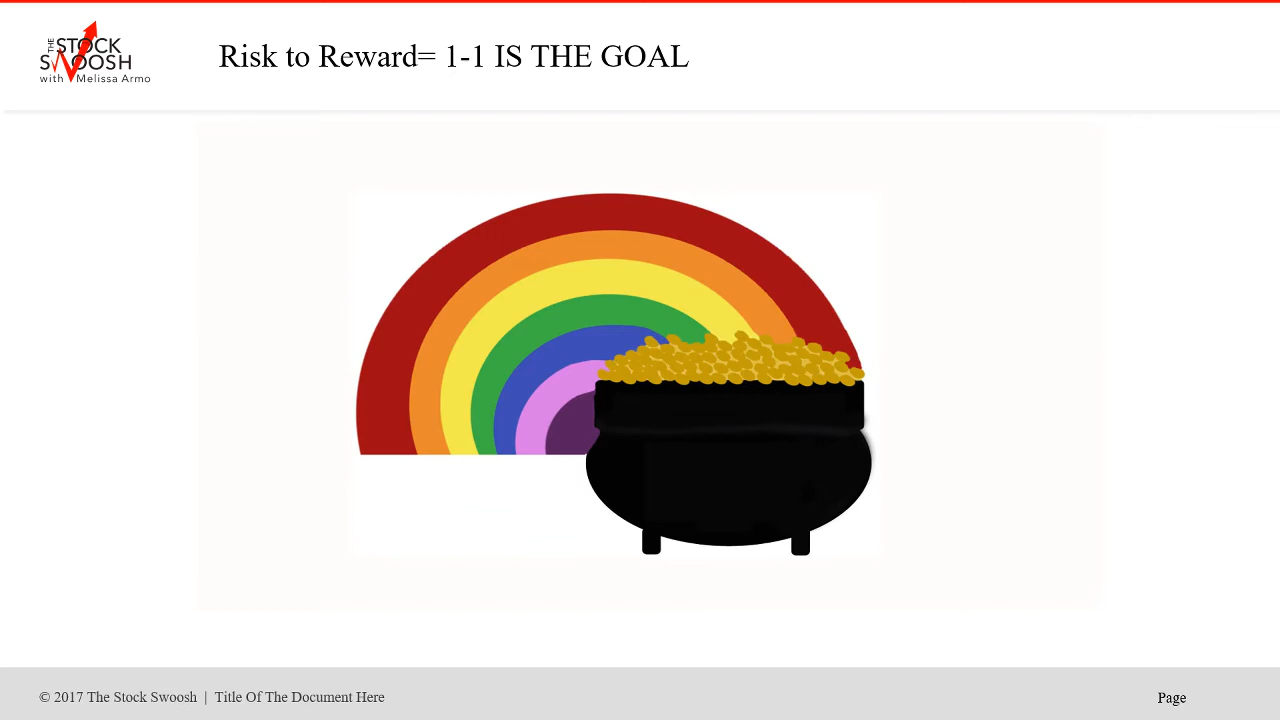 THE STOCK
SWOOSH
with Melissa Armo
Risk to Reward= 1-1 IS THE GOAL
© 2017 The Stock Swoosh | Title Of The Document Here
Page